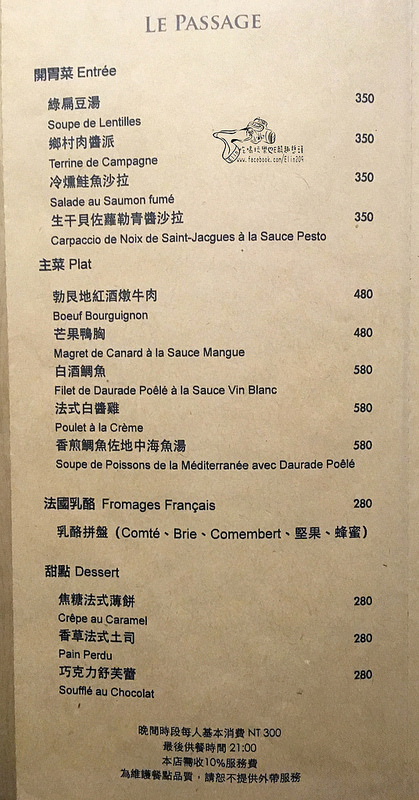 LE PASSAGE
開胃菜 Entrée
綠扁豆湯 350
Soupe de Lentilles
鄉村肉醬派 350
Terrine de Campagne
冷燻鮭魚沙拉 350
Salade au Saumon fumé
生干貝佐蘿勒青醬沙拉 350
Carpaccio de Noix de Saint-Jacques à la Sauce Pesto
主菜 Plat
勃艮地紅酒燉牛肉 480
Boeuf Bourguignon
芒果鴨胸 480
Magret de Canard à la Sauce Mangue
白酒鯛魚 580
Filet de Daurade Poêlé à la Sauce Vin Blanc
法式白醬雞 580
Poulet à la Crème
香煎鯛魚佐地中海魚湯 580
Soupe de Poissons de la Méditerranée avec Daurade Poêlé
法國乳酪 Fromages Français 280
乳酪拼盤（Comté、Brie、Comembert、堅果、蜂蜜）
甜點 Dessert
焦糖法式薄餅 280
Crêpe au Caramel
香草法式土司 280
Pain Perdu
巧克力舒芙蕾 280
Soufflé au Chocolat
晚間時段每人基本消費 NT 300
最後供餐時間 21:00
本店需收10%服務費
為維護餐點品質，請恕不提供外帶服務
www.facebook.com/Elin209